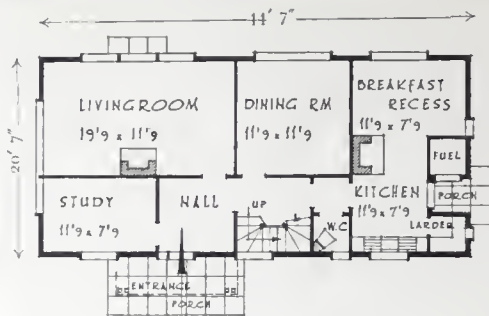 44' 7"
20' 7"
LIVINGROOM
19'9 x 11'9
DINING RM
11'9 x 11'9
BREAKFAST
RECESS
11'9 x 7'9
FUEL
PORCH
STUDY
11'9 x 7'9
HALL
UP
W.C
KITCHEN
11'9 x 7'9
LARDER
ENTRANCE
PORCH